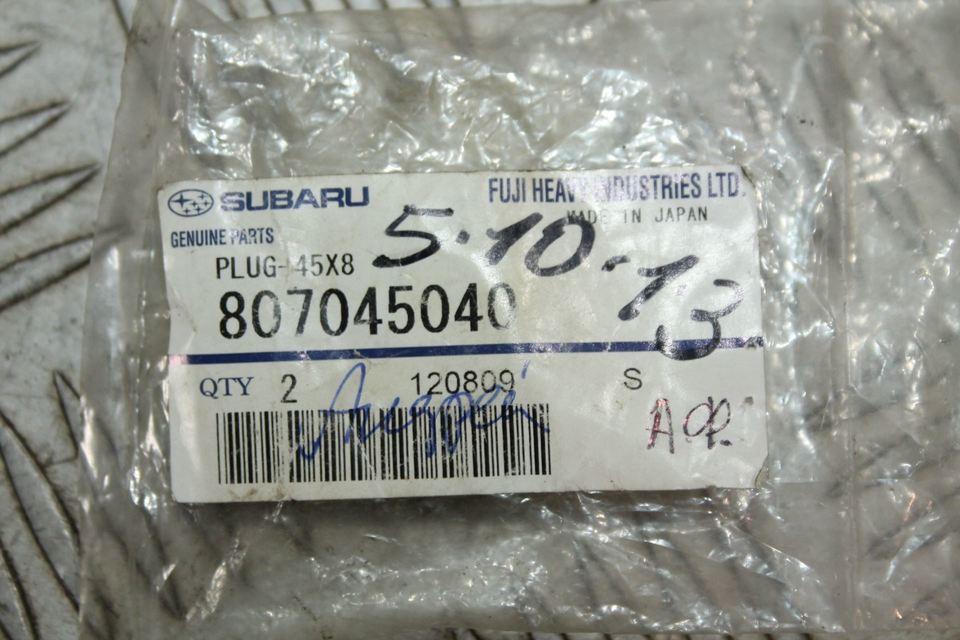 SUBARU FUJI HEAVY INDUSTRIES LTD.
MADE IN JAPAN
GENUINE PARTS
5.10.13
PLUG-45X8
807045040
QTY 2 120809 S